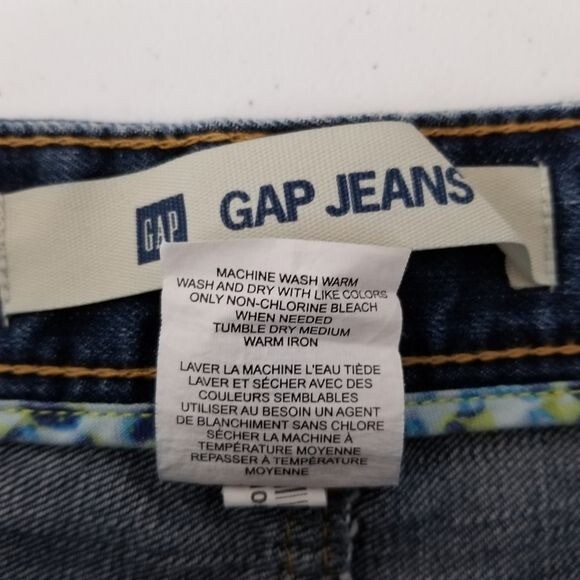 GAP GAP JEANS
MACHINE WASH WARM
WASH AND DRY WITH LIKE COLORS
ONLY NON-CHLORINE BLEACH
WHEN NEEDED
TUMBLE DRY MEDIUM
WARM IRON
LAVER LA MACHINE L'EAU TIÈDE
LAVER ET SÉCHER AVEC DES
COULEURS SEMBLABLES
UTILISER AU BESOIN UN AGENT
DE BLANCHIMENT SANS CHLORE
SÉCHER LA MACHINE À
TEMPÉRATURE MOYENNE
REPASSER À TEMPÉRATURE
MOYENNE